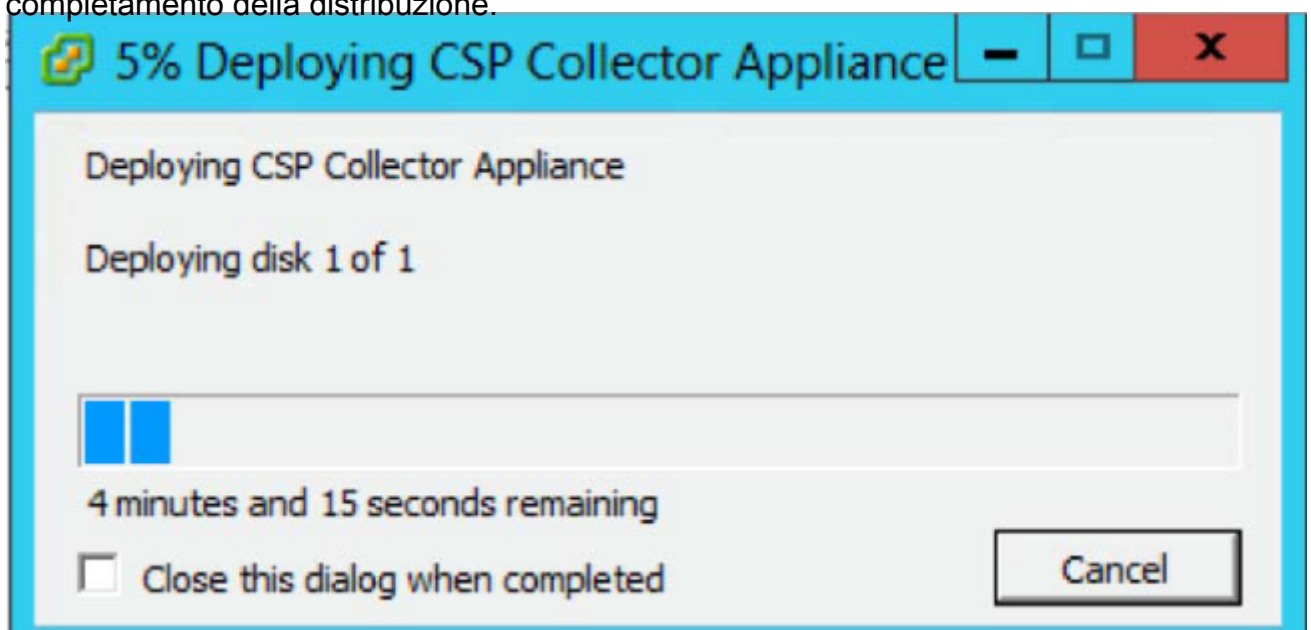 completamento della distribuzione.
5% Deploying CSP Collector Appliance
Deploying CSP Collector Appliance
Deploying disk 1 of 1
4 minutes and 15 seconds remaining
Close this dialog when completed
Cancel